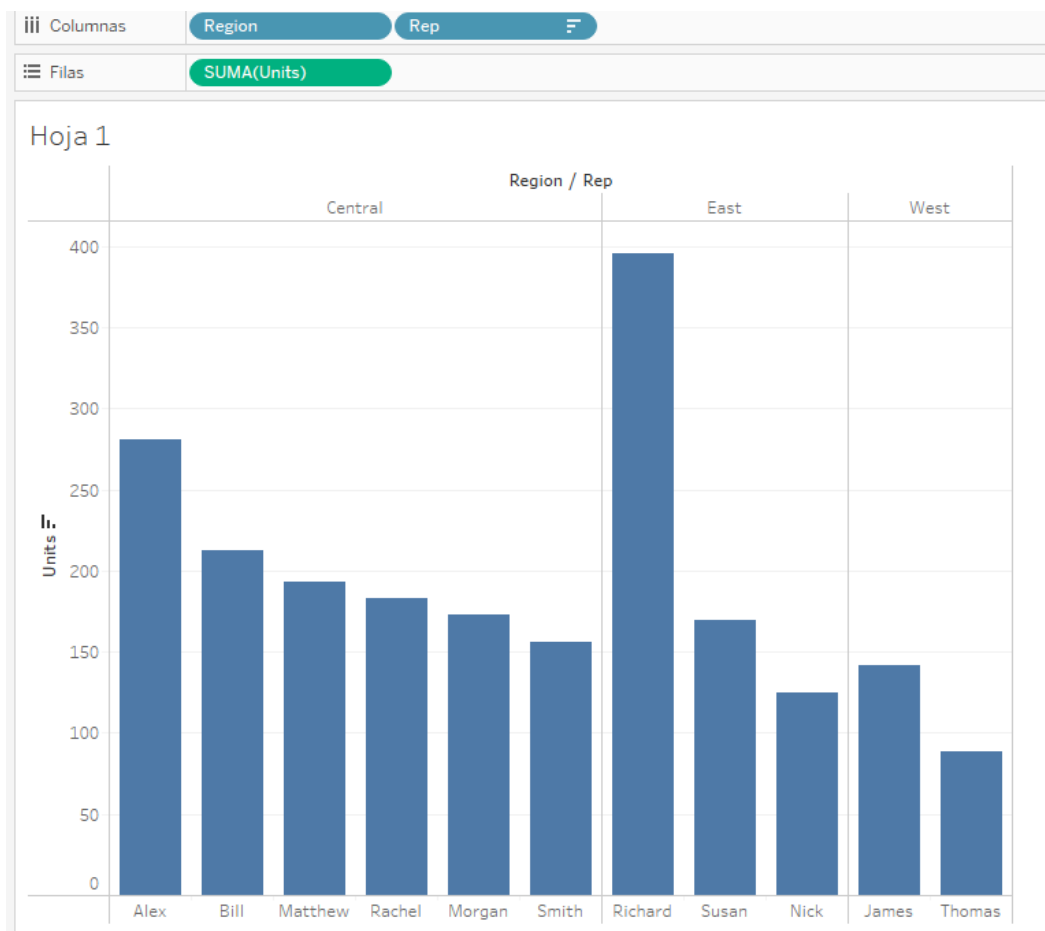 Columnas Region Rep
Filas SUMA(Units)
Hoja 1
Region / Rep
Central East West
400
350
300
250
200
150
100
50
0
Units
Alex Bill Matthew Rachel Morgan Smith Richard Susan Nick James Thomas